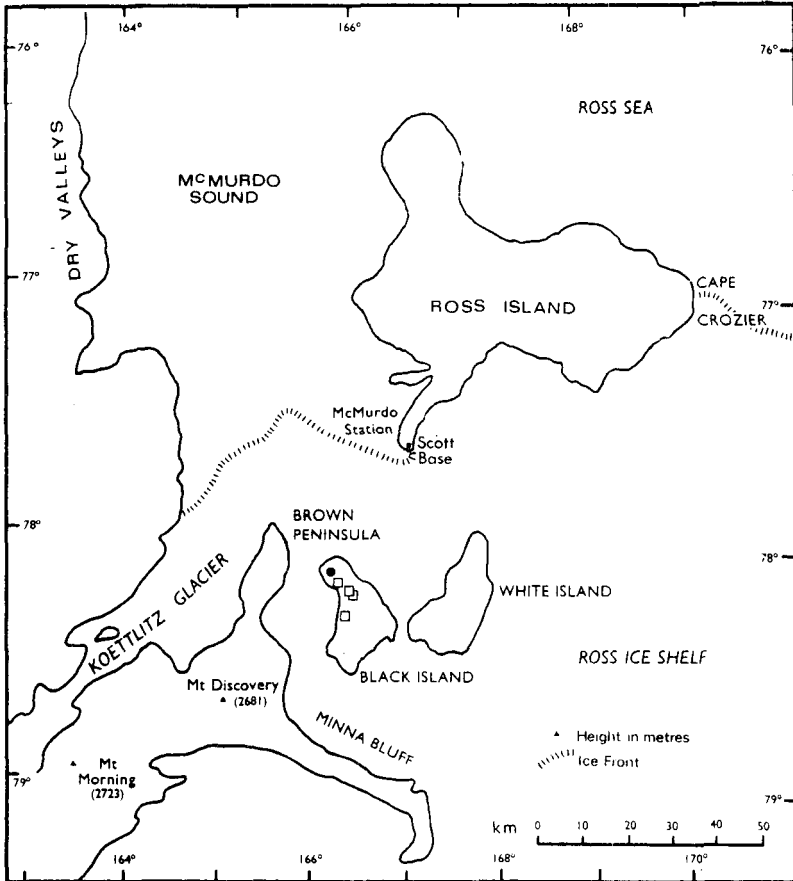 164° 166° 168°
76° 76°
ROSS SEA
DRY VALLEYS
McMURDO
SOUND
77° 77°
CAPE
CROZIER
ROSS ISLAND
McMurdo
Station
Scott
Base
78° 78°
BROWN
PENINSULA
KOETTLITZ GLACIER
WHITE ISLAND
ROSS ICE SHELF
BLACK ISLAND
Mt Discovery
(2681)
MINNA BLUFF
Height in metres
Ice Front
Mt
Morning
(2723)
79° 79°
km 0 10 20 30 40 50
164° 166° 168° 170°